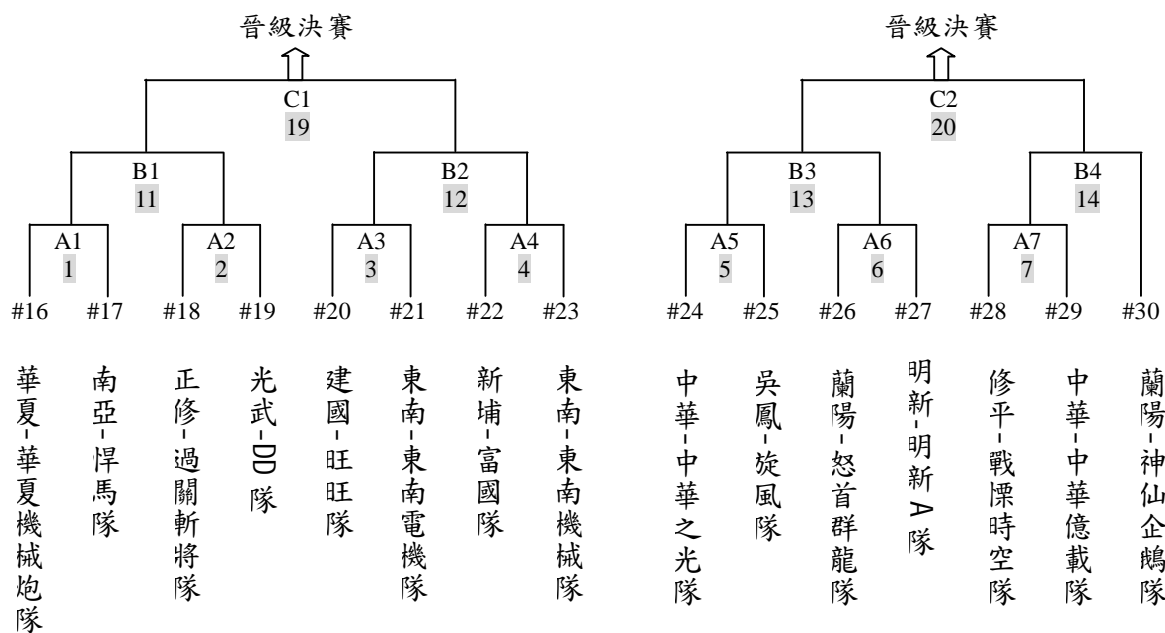 晉級決賽
晉級決賽
C1
19
C2
20
B1
11
B2
12
B3
13
B4
14
A1
1
A2
2
A3
3
A4
4
A5
5
A6
6
A7
7
#16 #17 #18 #19 #20 #21 #22 #23
#24 #25 #26 #27 #28 #29 #30
華夏-華夏機械炮隊
南亞-悍馬隊
正修-過關斬將隊
光武-DD隊
建國-旺旺隊
東南-東南電機隊
新埔-富國隊
東南-東南機械隊
中華-中華之光隊
吳鳳-旋風隊
蘭陽-怒首群龍隊
明新-明新A隊
修平-戰慄時空隊
中華-中華億載隊
蘭陽-神仙企鵝隊